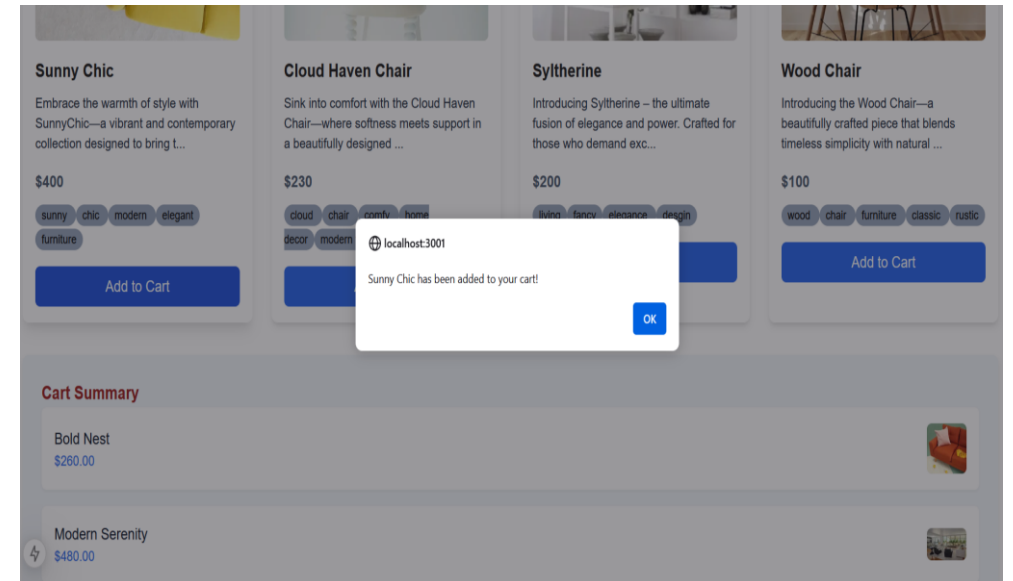 Sunny Chic
Embrace the warmth of style with
SunnyChic—a vibrant and contemporary
collection designed to bring t...
$400
sunny chic modern elegant
furniture
Add to Cart
Cloud Haven Chair
Sink into comfort with the Cloud Haven
Chair—where softness meets support in
a beautifully designed ...
$230
cloud chair comfy home
decor modern
Syltherine
Introducing Syltherine – the ultimate
fusion of elegance and power. Crafted for
those who demand exc...
$200
living fancy elegance desgin
Wood Chair
Introducing the Wood Chair—a
beautifully crafted piece that blends
timeless simplicity with natural ...
$100
wood chair furniture classic rustic
Add to Cart
localhost:3001
Sunny Chic has been added to your cart!
OK
Cart Summary
Bold Nest
$260.00
Modern Serenity
$480.00